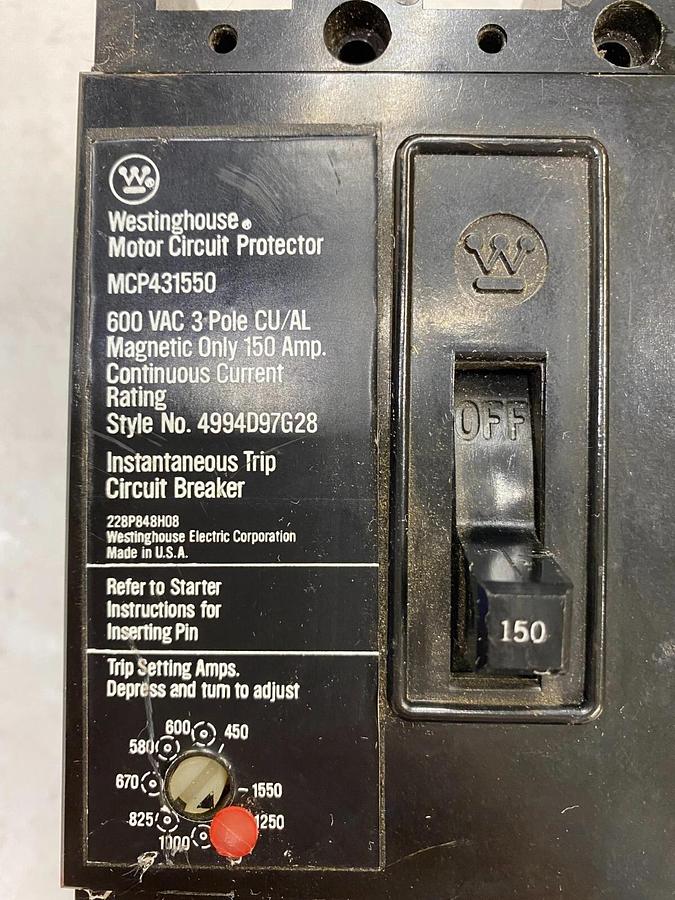 W®
Westinghouse®
Motor Circuit Protector
MCP431550
600 VAC 3 Pole CU/AL
Magnetic Only 150 Amp.
Continuous Current
Rating
Style No. 4994D97G28
Instantaneous Trip
Circuit Breaker
228P848H08
Westinghouse Electric Corporation
Made in U.S.A.
Refer to Starter
Instructions for
Inserting Pin
Trip Setting Amps.
Depress and turn to adjust
600
450
580
670
1550
825
1250
1000
W
OFF
150